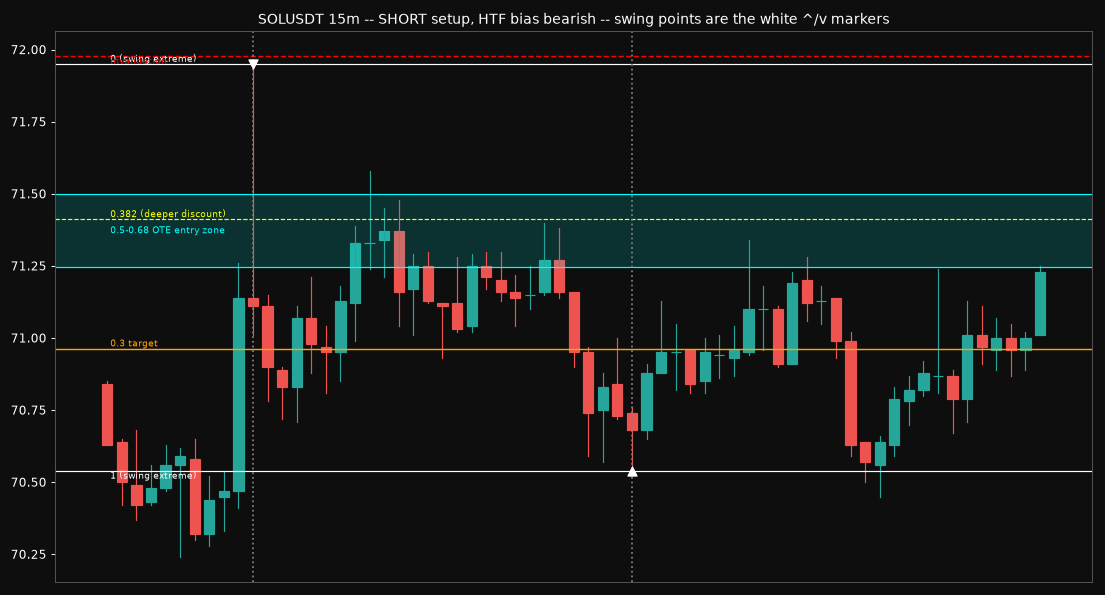 SOLUSDT 15m -- SHORT setup, HTF bias bearish -- swing points are the white ^/v markers
72.00
0 (swing extreme)
71.75
71.50
0.382 (deeper discount)
0.5-0.68 OTE entry zone
71.25
71.00
0.3 target
70.75
1 (swing extreme)
70.50
70.25